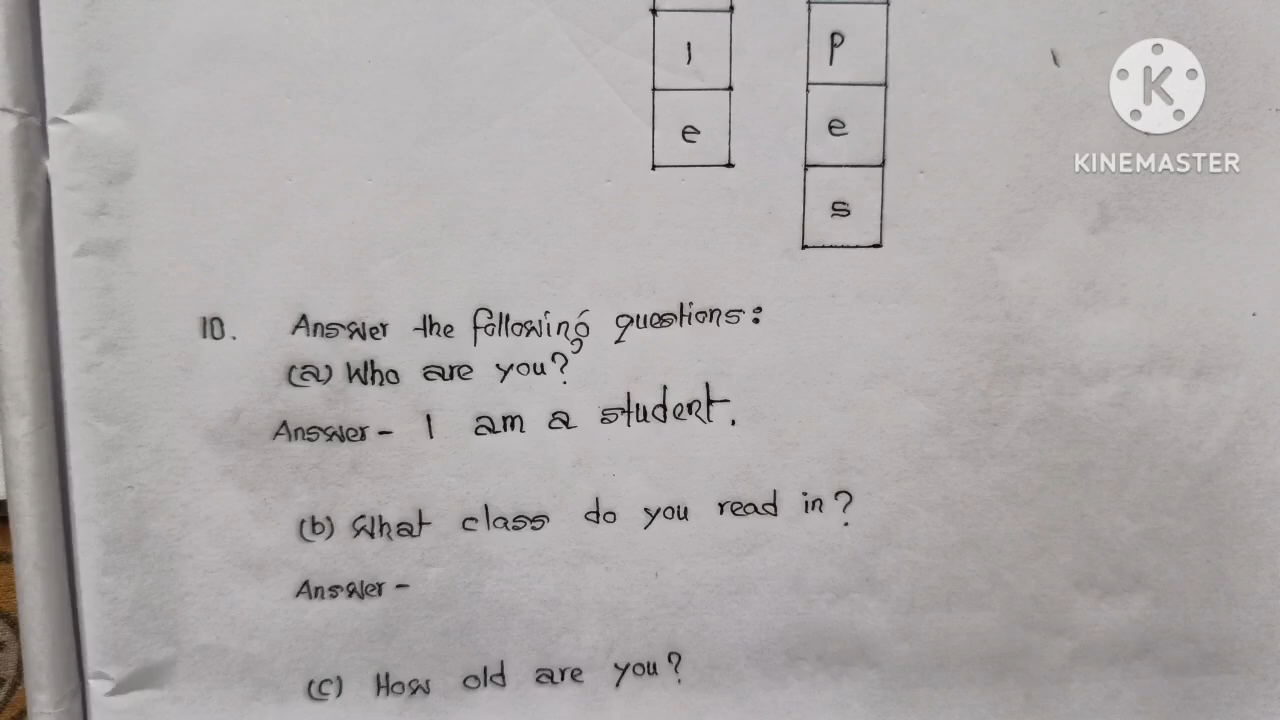 l
p
e
e
s
K
KINEMASTER
10. Answer the following questions:
(a) Who are you?
Answer - I am a student.
(b) What class do you read in?
Answer -
(c) How old are you?